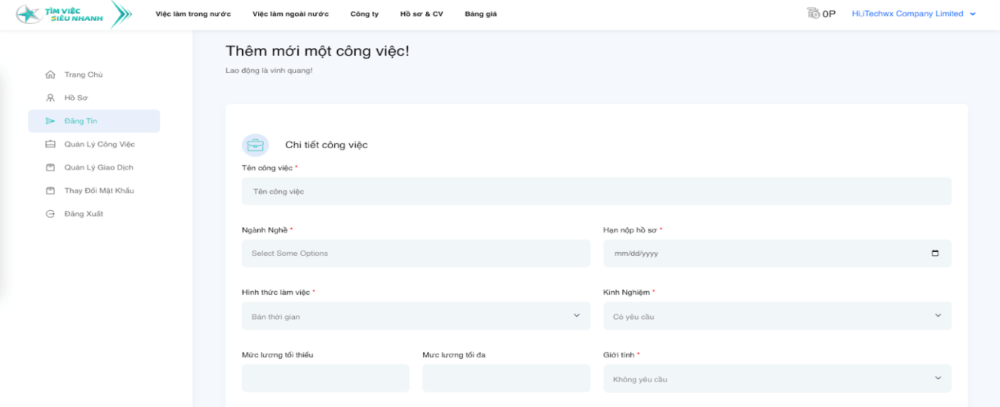 TÌM VIỆC
SIÊU NHANH
Việc làm trong nước Việc làm ngoài nước Công ty Hồ sơ & CV Bảng giá
0P Hi,iTechwx Company Limited
Trang Chủ
Hồ Sơ
Đăng Tin
Quản Lý Công Việc
Quản Lý Giao Dịch
Thay Đổi Mật Khẩu
Đăng Xuất
Thêm mới một công việc!
Lao động là vinh quang!
Chi tiết công việc
Tên công việc *
Tên công việc
Ngành Nghề * Hạn nộp hồ sơ *
Select Some Options mm/dd/yyyy
Hình thức làm việc * Kinh Nghiệm *
Bán thời gian Có yêu cầu
Mức lương tối thiểu Mưc lương tối đa Giới tính *
Không yêu cầu